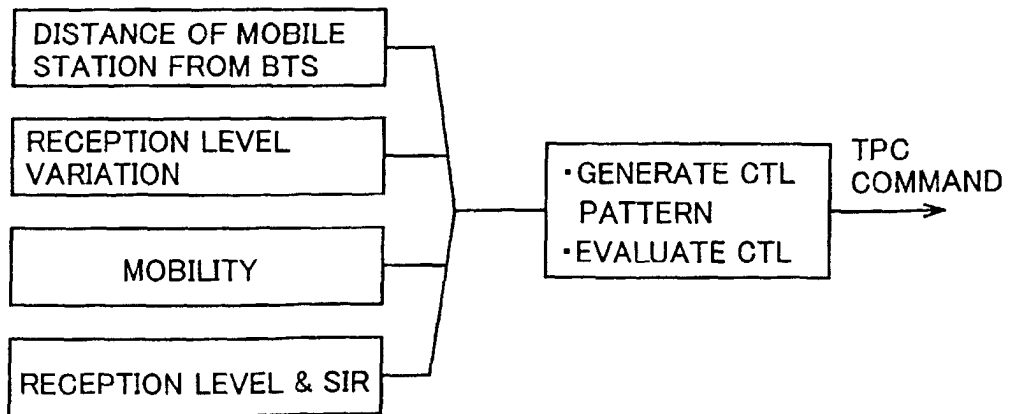 DISTANCE OF MOBILE
STATION FROM BTS
RECEPTION LEVEL
VARIATION
MOBILITY
RECEPTION LEVEL & SIR
・GENERATE CTL
PATTERN
・EVALUATE CTL
TPC
COMMAND